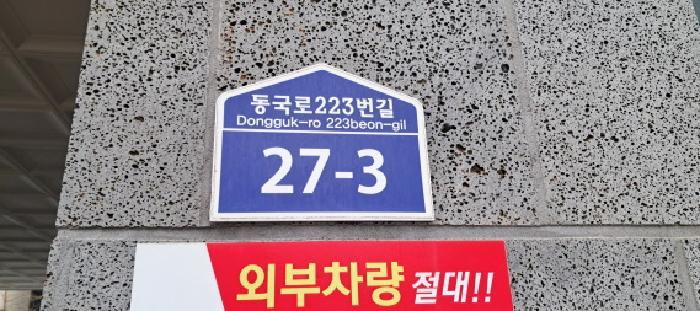 동국로223번길
Dongguk-ro 223beon-gil
27-3
외부차량 절대!!